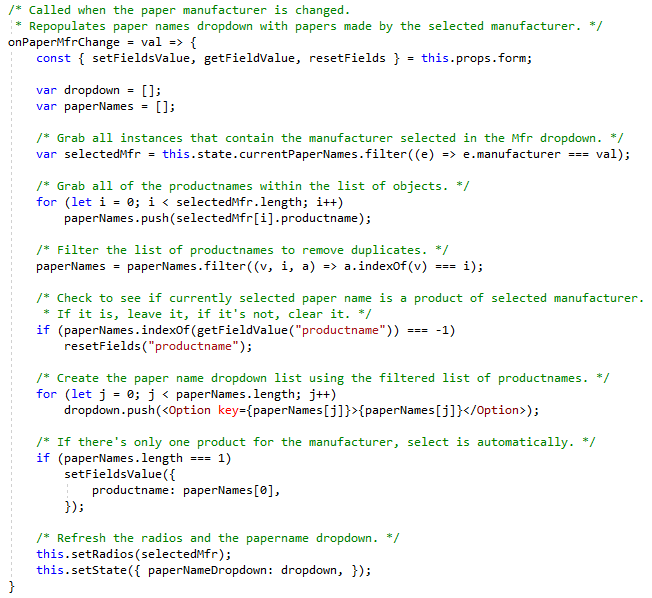 /* Called when the paper manufacturer is changed.
 * Repopulates paper names dropdown with papers made by the selected manufacturer. */
onPaperMfrChange = val => {
    const { setFieldsValue, getFieldValue, resetFields } = this.props.form;

    var dropdown = [];
    var paperNames = [];

    /* Grab all instances that contain the manufacturer selected in the Mfr dropdown. */
    var selectedMfr = this.state.currentPaperNames.filter((e) => e.manufacturer === val);

    /* Grab all of the productnames within the list of objects. */
    for (let i = 0; i < selectedMfr.length; i++)
        paperNames.push(selectedMfr[i].productname);

    /* Filter the list of productnames to remove duplicates. */
    paperNames = paperNames.filter((v, i, a) => a.indexOf(v) === i);

    /* Check to see if currently selected paper name is a product of selected manufacturer.
     * If it is, leave it, if it's not, clear it. */
    if (paperNames.indexOf(getFieldValue("productname")) === -1)
        resetFields("productname");

    /* Create the paper name dropdown list using the filtered list of productnames. */
    for (let j = 0; j < paperNames.length; j++)
        dropdown.push(<Option key={paperNames[j]}>{paperNames[j]}</Option>);

    /* If there's only one product for the manufacturer, select is automatically. */
    if (paperNames.length === 1)
        setFieldsValue({
            productname: paperNames[0],
        });

    /* Refresh the radios and the papername dropdown. */
    this.setRadios(selectedMfr);
    this.setState({ paperNameDropdown: dropdown, });
}